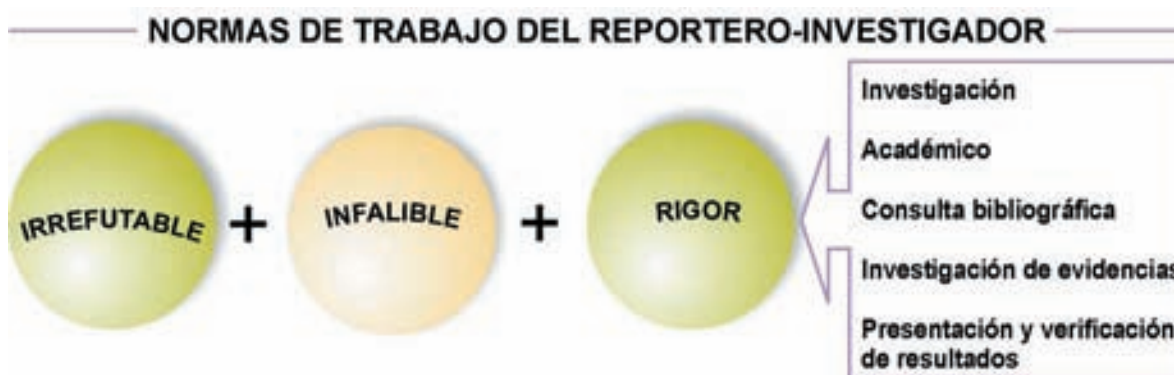 NORMAS DE TRABAJO DEL REPORTERO-INVESTIGADOR
IRREFUTABLE + INFALIBLE + RIGOR
Investigación
Académico
Consulta bibliográfica
Investigación de evidencias
Presentación y verificación
de resultados